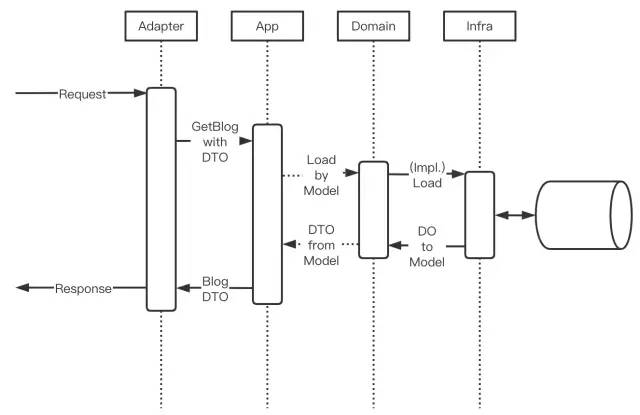 Adapter
App
Domain
Infra
Request
GetBlog
with
DTO
Load
by
Model
(Impl.)
Load
DTO
from
Model
DO
to
Model
Response
Blog
DTO